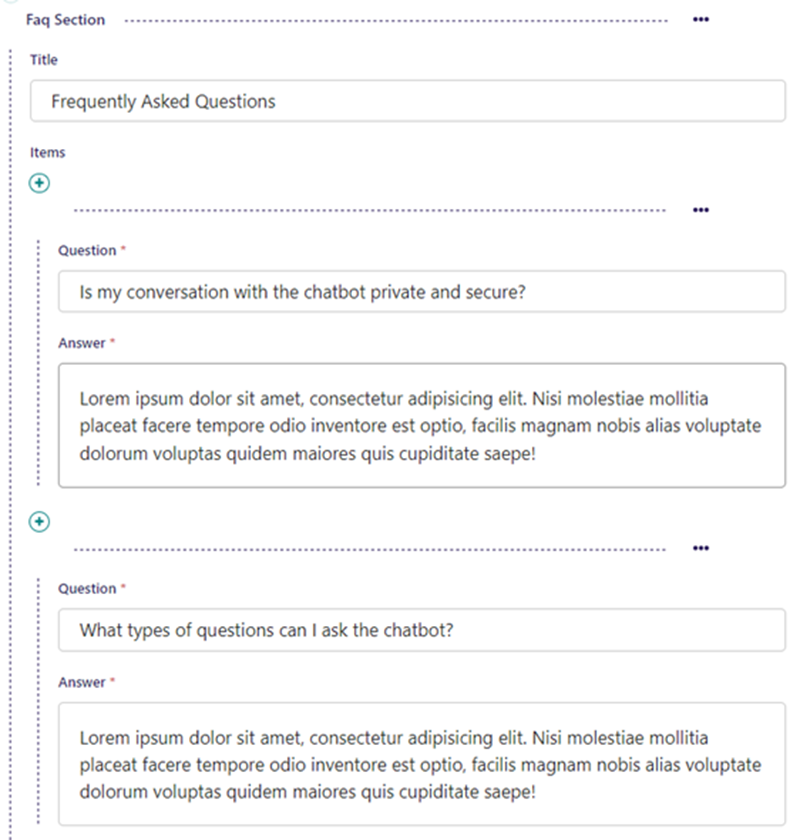 Faq Section
Title
Frequently Asked Questions
Items
Question *
Is my conversation with the chatbot private and secure?
Answer *
Lorem ipsum dolor sit amet, consectetur adipisicing elit. Nisi molestiae mollitia
placeat facere tempore odio inventore est optio, facilis magnam nobis alias voluptate
dolorum voluptas quidem maiores quis cupiditate saepe!
Question *
What types of questions can I ask the chatbot?
Answer *
Lorem ipsum dolor sit amet, consectetur adipisicing elit. Nisi molestiae mollitia
placeat facere tempore odio inventore est optio, facilis magnam nobis alias voluptate
dolorum voluptas quidem maiores quis cupiditate saepe!